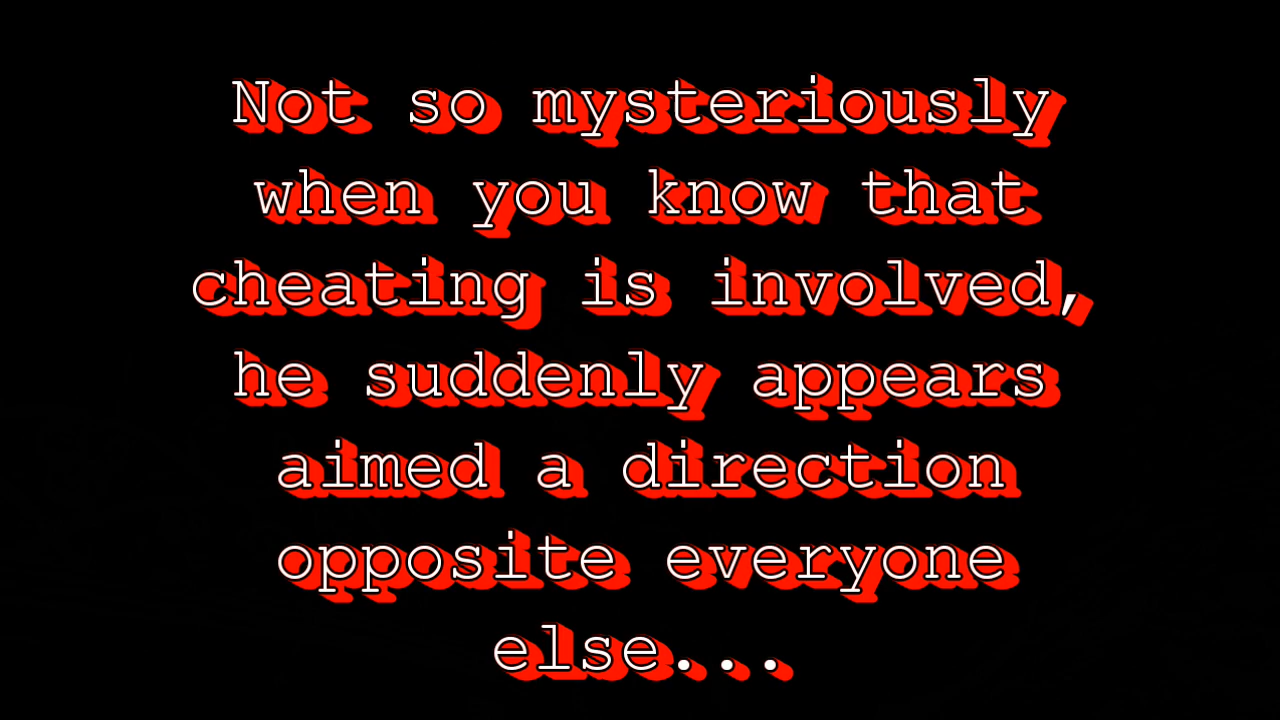 Not so mysteriously
when you know that
cheating is involved,
he suddenly appears
aimed a direction
opposite everyone
else...